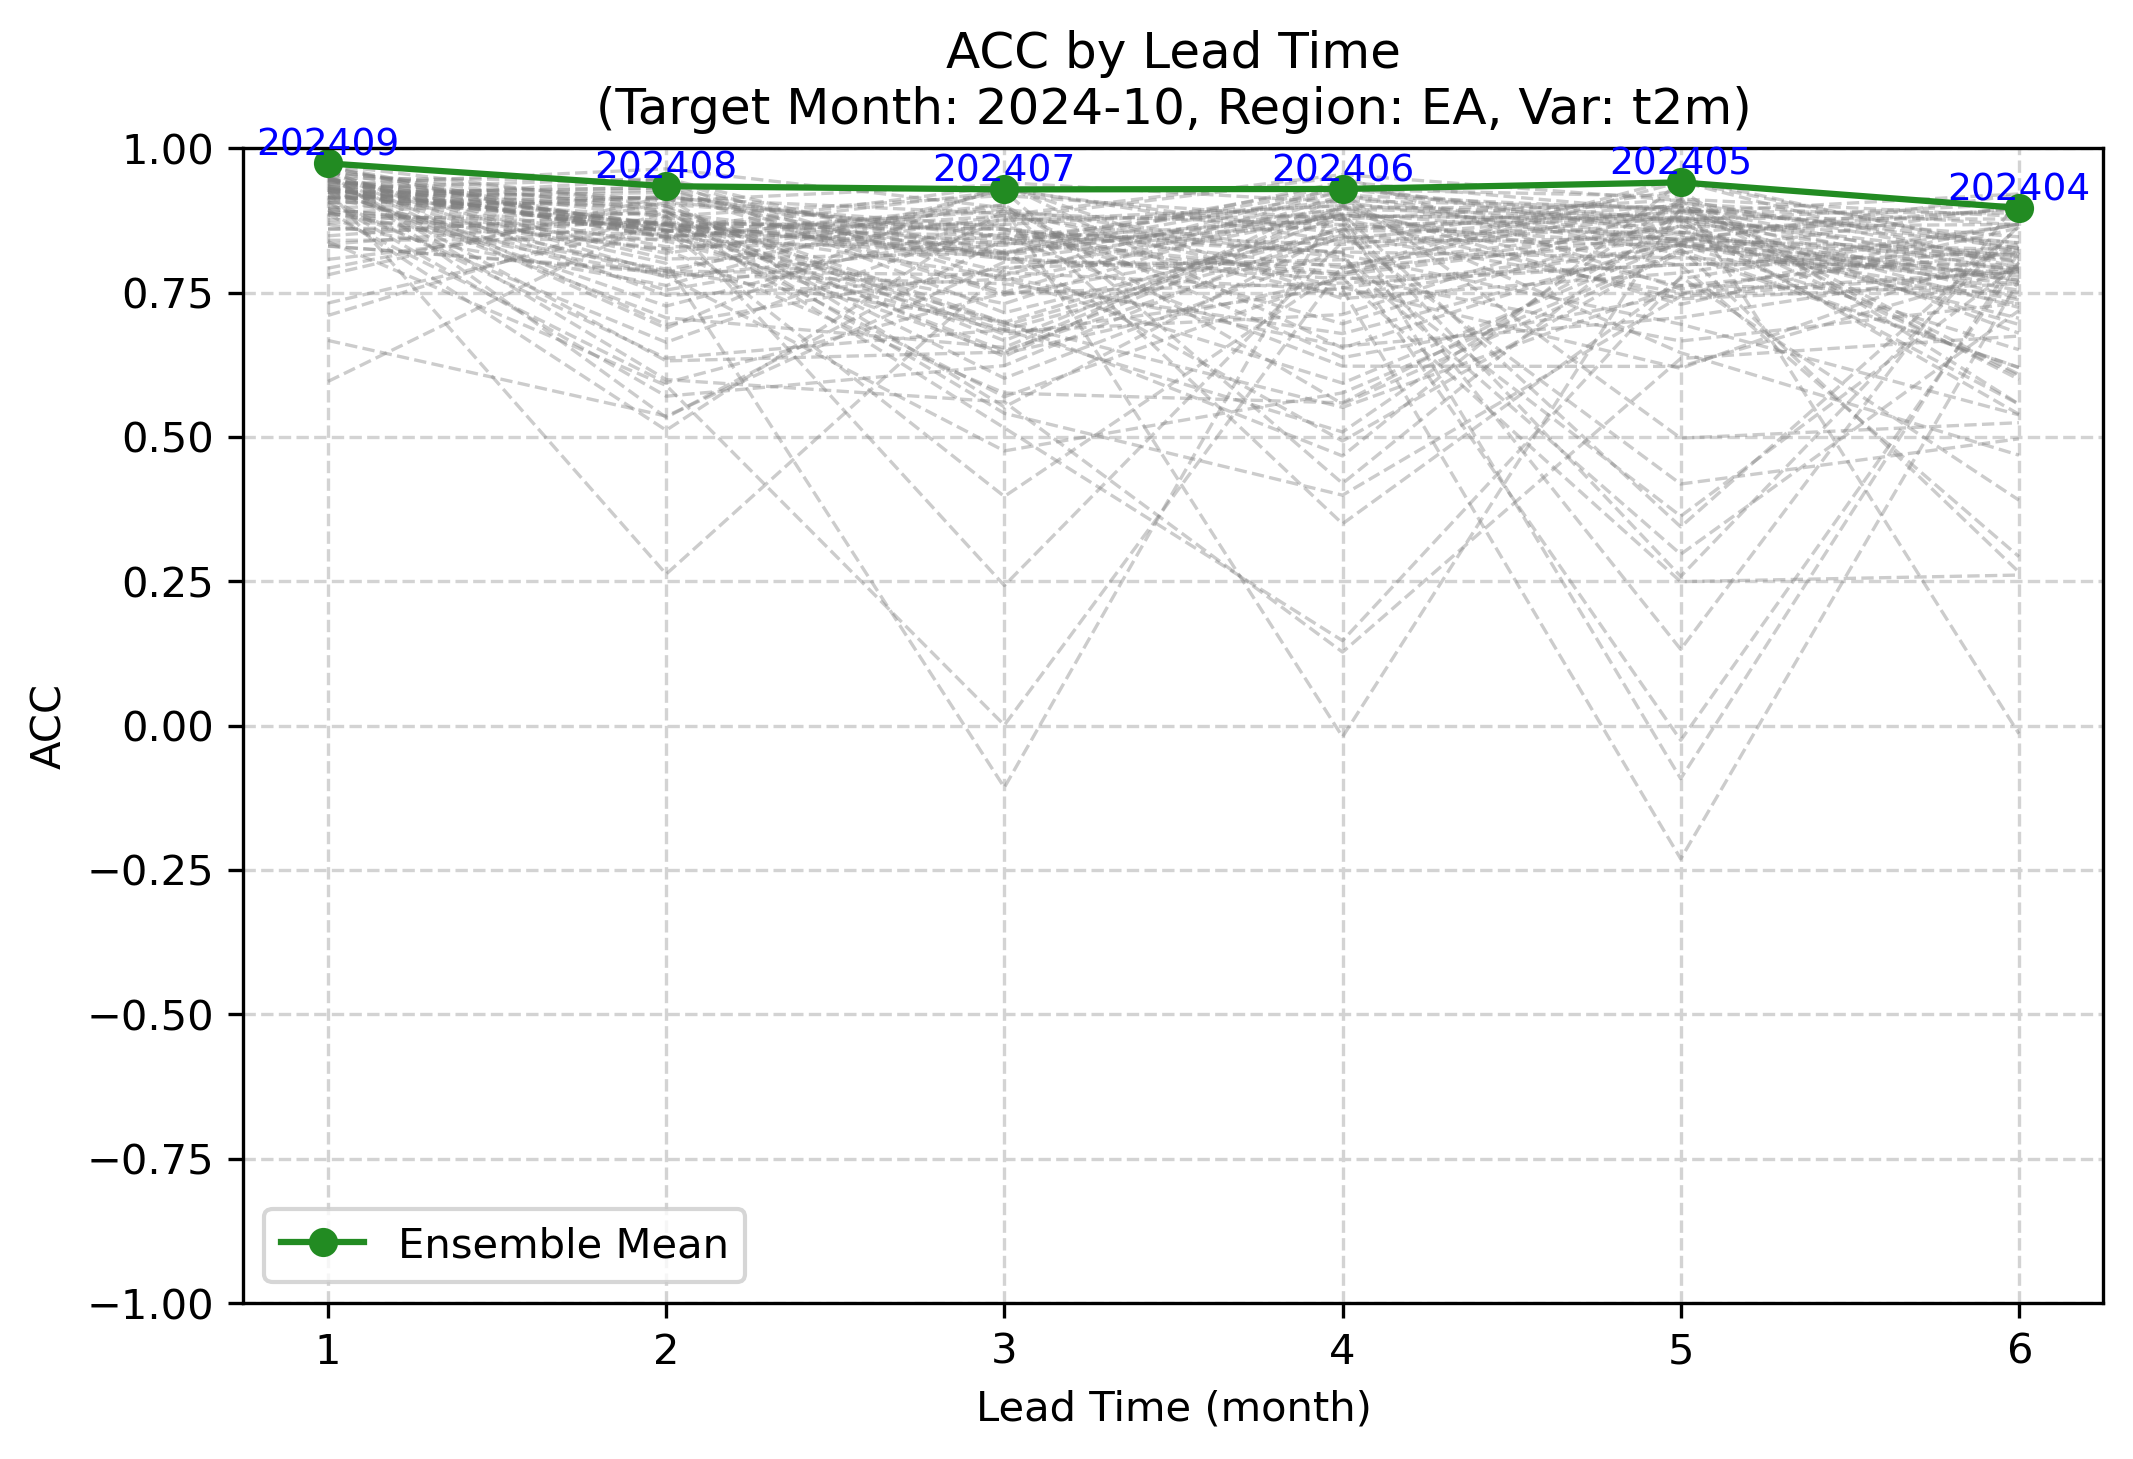 ACC by Lead Time
(Target Month: 2024-10, Region: EA, Var: t2m)
202409
202408
202407
202406
202405
202404
1.00
0.75
0.50
0.25
0.00
−0.25
−0.50
−0.75
−1.00
ACC
Ensemble Mean
1 2 3 4 5 6
Lead Time (month)